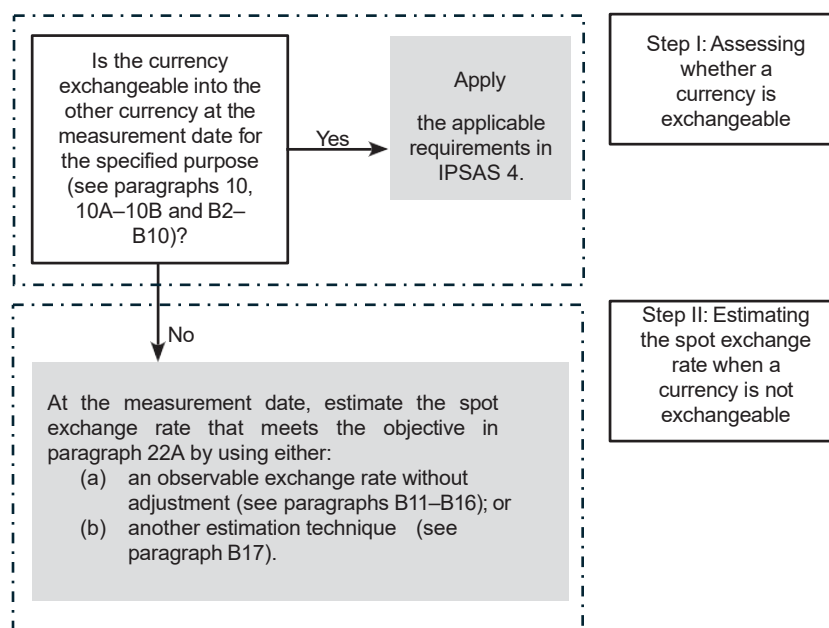 Is the currency
exchangeable into the
other currency at the
measurement date for
the specified purpose
(see paragraphs 10,
10A–10B and B2–
B10)?
Yes
Apply
the applicable
requirements in
IPSAS 4.
Step I: Assessing
whether a
currency is
exchangeable
No
Step II: Estimating
the spot exchange
rate when a
currency is not
exchangeable
At the measurement date, estimate the spot
exchange rate that meets the objective in
paragraph 22A by using either:
(a) an observable exchange rate without
adjustment (see paragraphs B11–B16); or
(b) another estimation technique (see
paragraph B17).